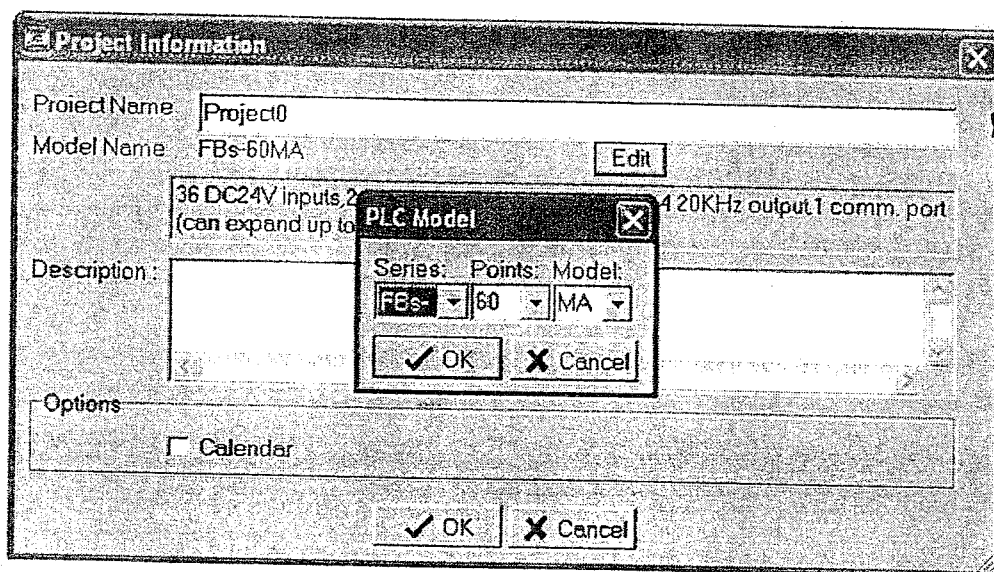 Project Information
Project Name: Project0
Model Name FBs-60MA Edit
36 DC24V inputs,2 4 20KHz output,1 comm. port
(can expand up to
PLC Model
Series: Points: Model:
FBs- 60 MA
OK Cancel
Description :
Options
Calendar
OK Cancel